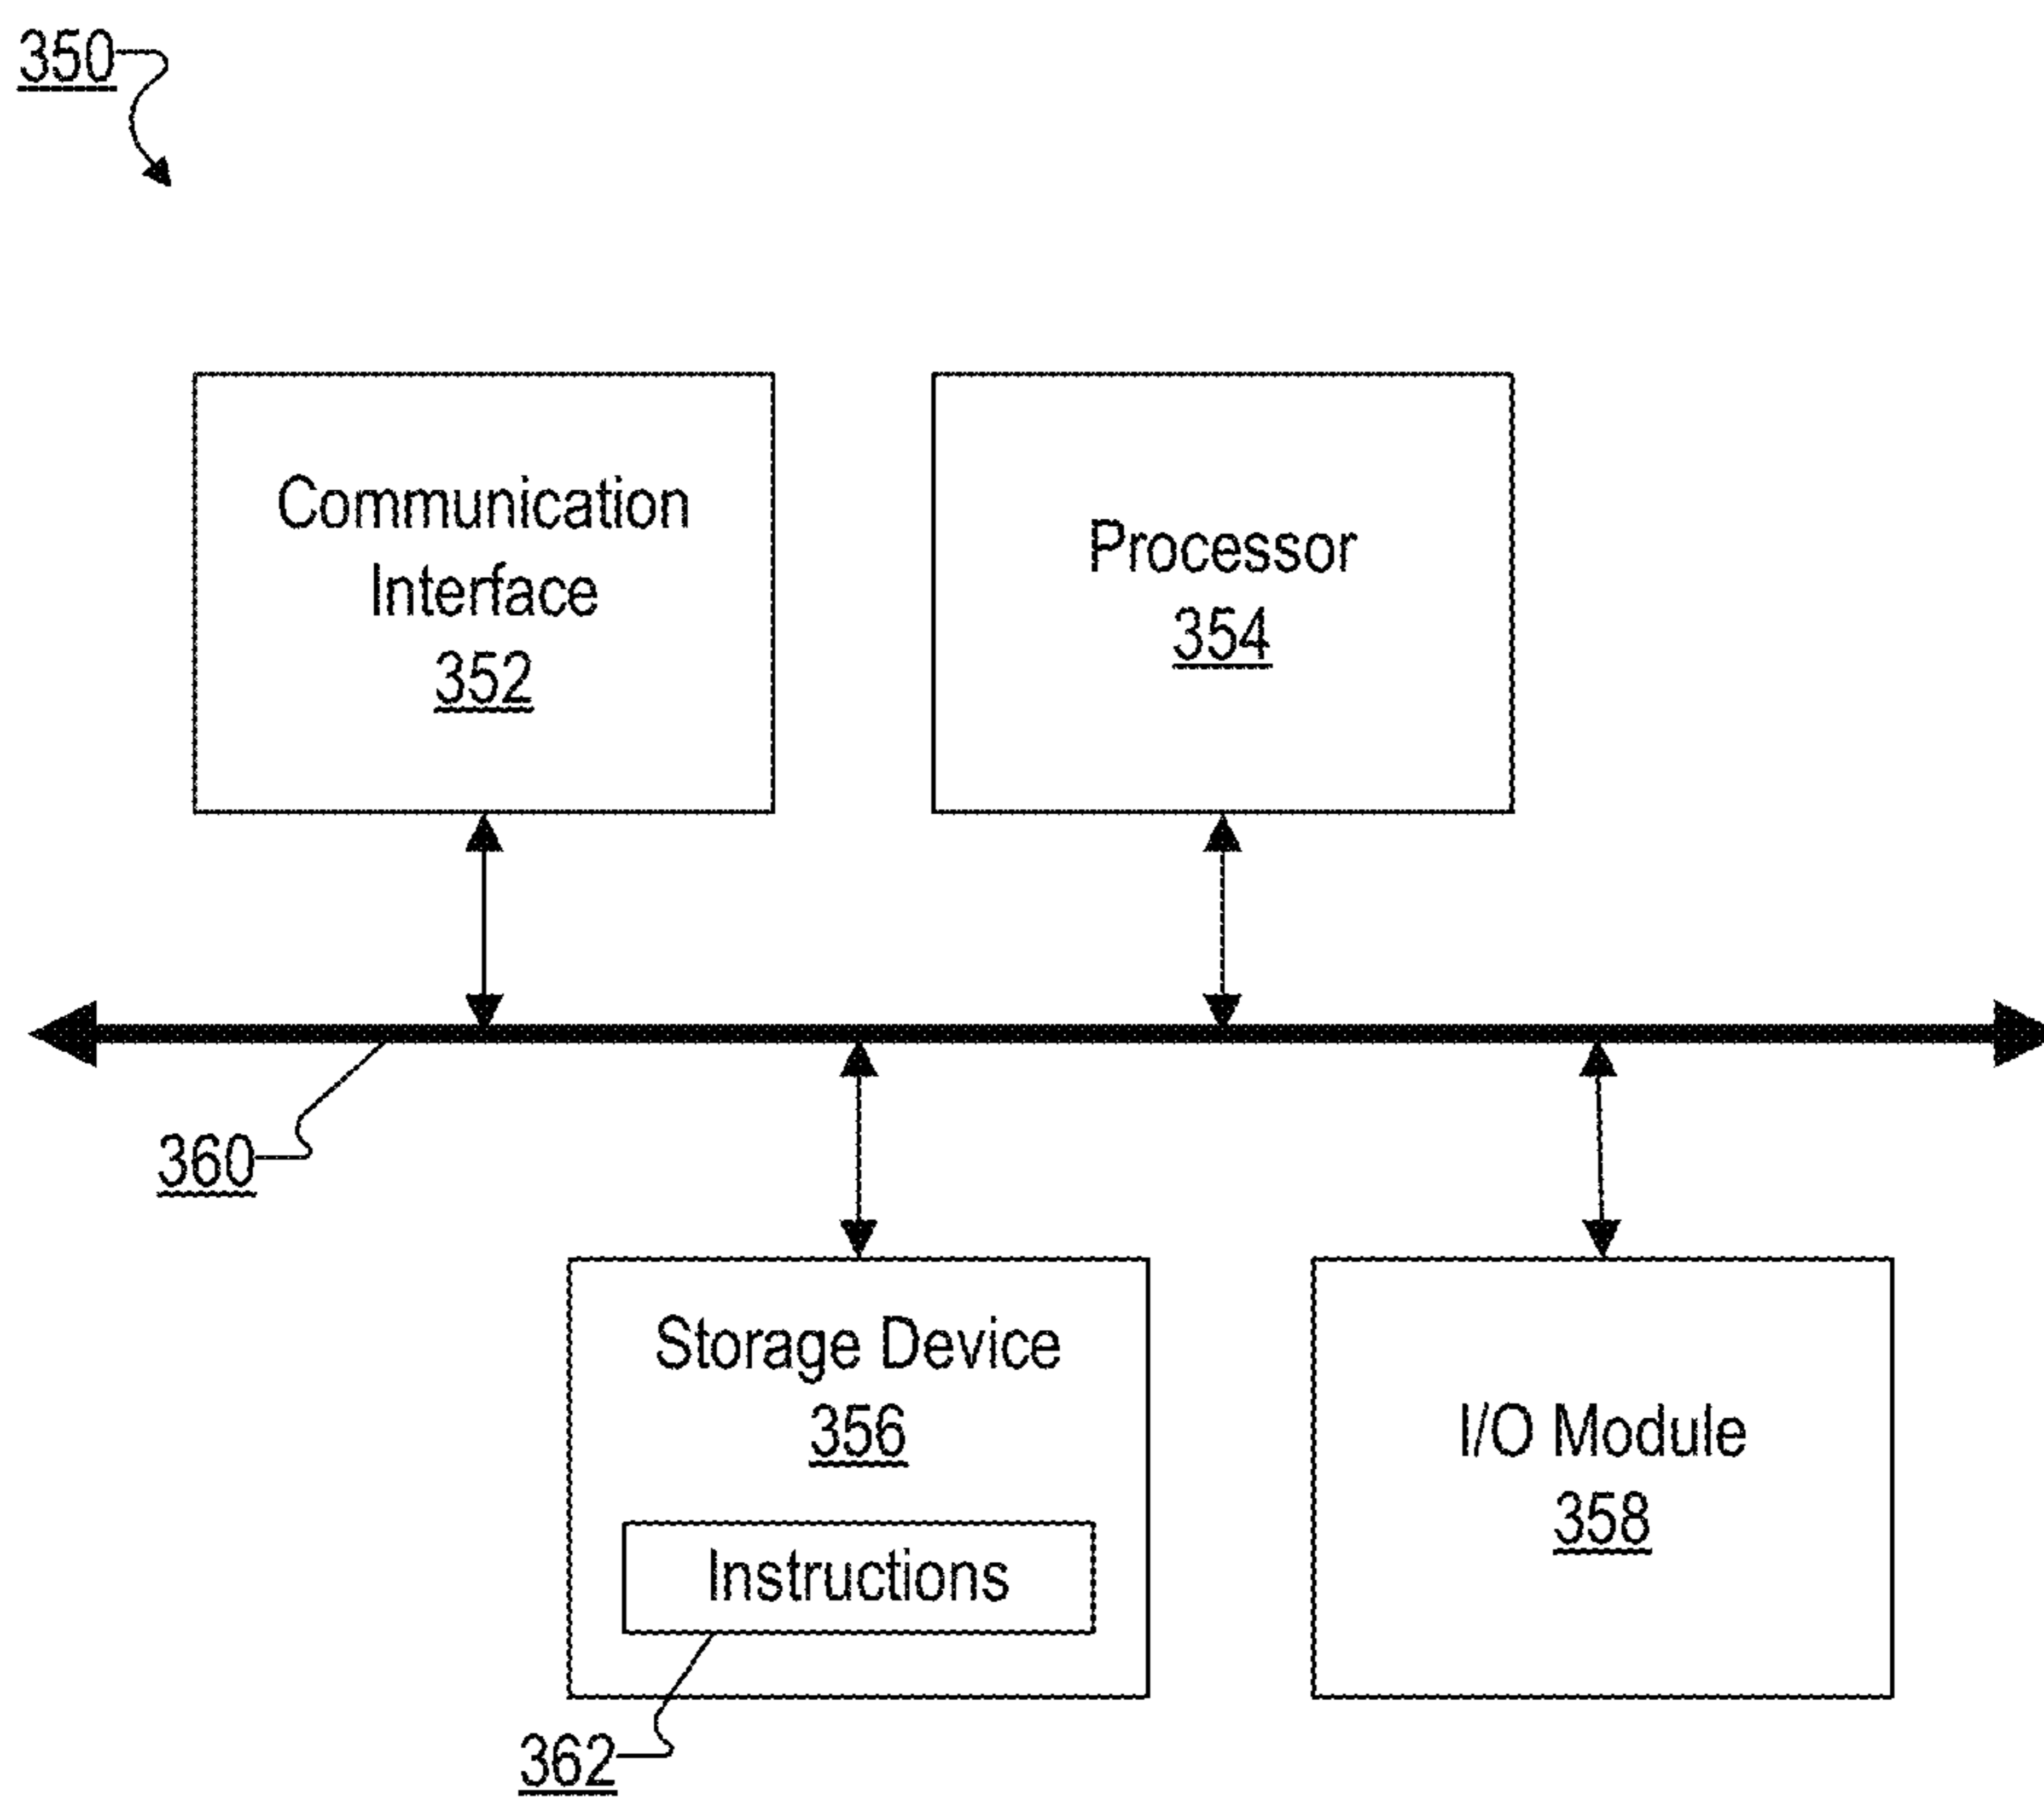 350
Communication
Interface
352
Processor
354
360
Storage Device
356
Instructions
362
I/O Module
358